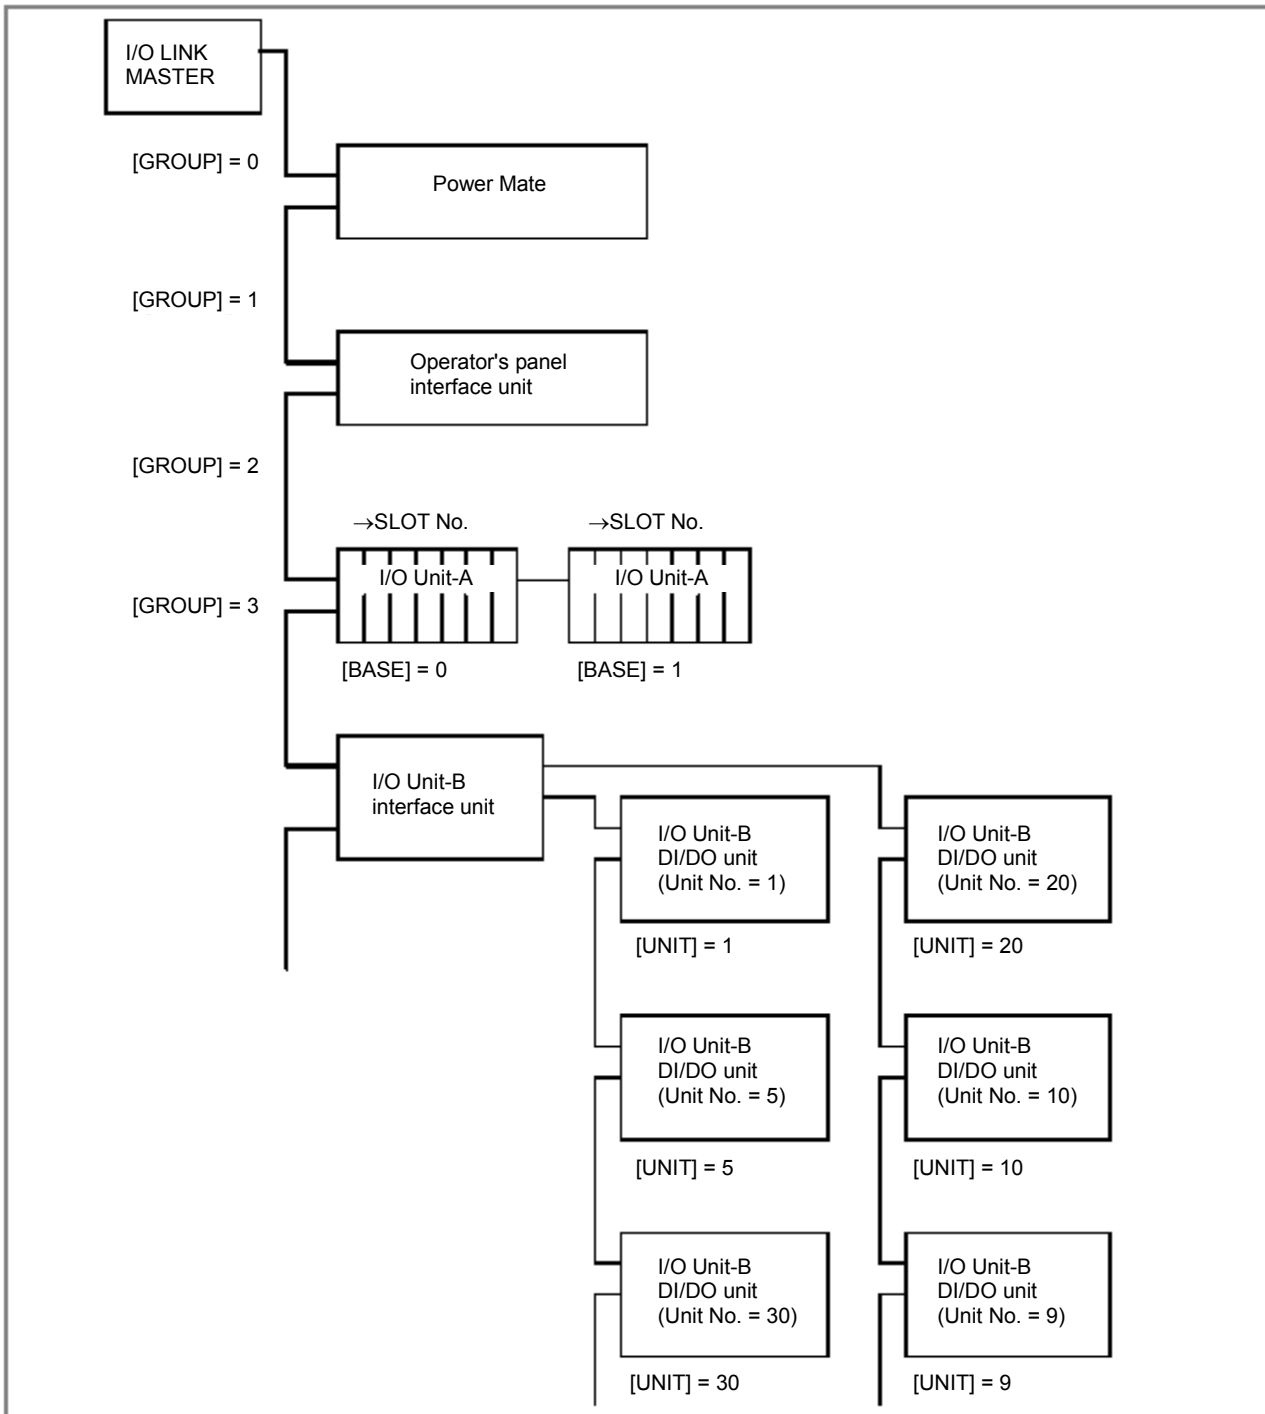 I/O LINK
MASTER
[GROUP] = 0
Power Mate
[GROUP] = 1
Operator's panel
interface unit
[GROUP] = 2
→SLOT No.
→SLOT No.
I/O Unit-A
I/O Unit-A
[GROUP] = 3
[BASE] = 0
[BASE] = 1
I/O Unit-B
interface unit
I/O Unit-B
DI/DO unit
(Unit No. = 1)
[UNIT] = 1
I/O Unit-B
DI/DO unit
(Unit No. = 20)
[UNIT] = 20
I/O Unit-B
DI/DO unit
(Unit No. = 5)
[UNIT] = 5
I/O Unit-B
DI/DO unit
(Unit No. = 10)
[UNIT] = 10
I/O Unit-B
DI/DO unit
(Unit No. = 30)
[UNIT] = 30
I/O Unit-B
DI/DO unit
(Unit No. = 9)
[UNIT] = 9